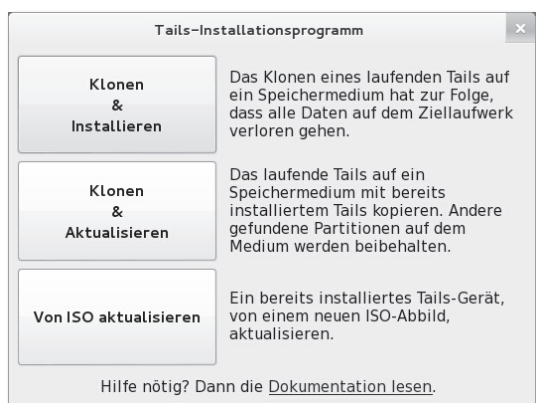 Tails-Installationsprogramm
×
Klonen
&
Installieren
Das Klonen eines laufenden Tails auf
ein Speichermedium hat zur Folge,
dass alle Daten auf dem Ziellaufwerk
verloren gehen.
Klonen
&
Aktualisieren
Das laufende Tails auf ein
Speichermedium mit bereits
installiertem Tails kopieren. Andere
gefundene Partitionen auf dem
Medium werden beibehalten.
Von ISO aktualisieren
Ein bereits installiertes Tails-Gerät,
von einem neuen ISO-Abbild,
aktualisieren.
Hilfe nötig? Dann die Dokumentation lesen.